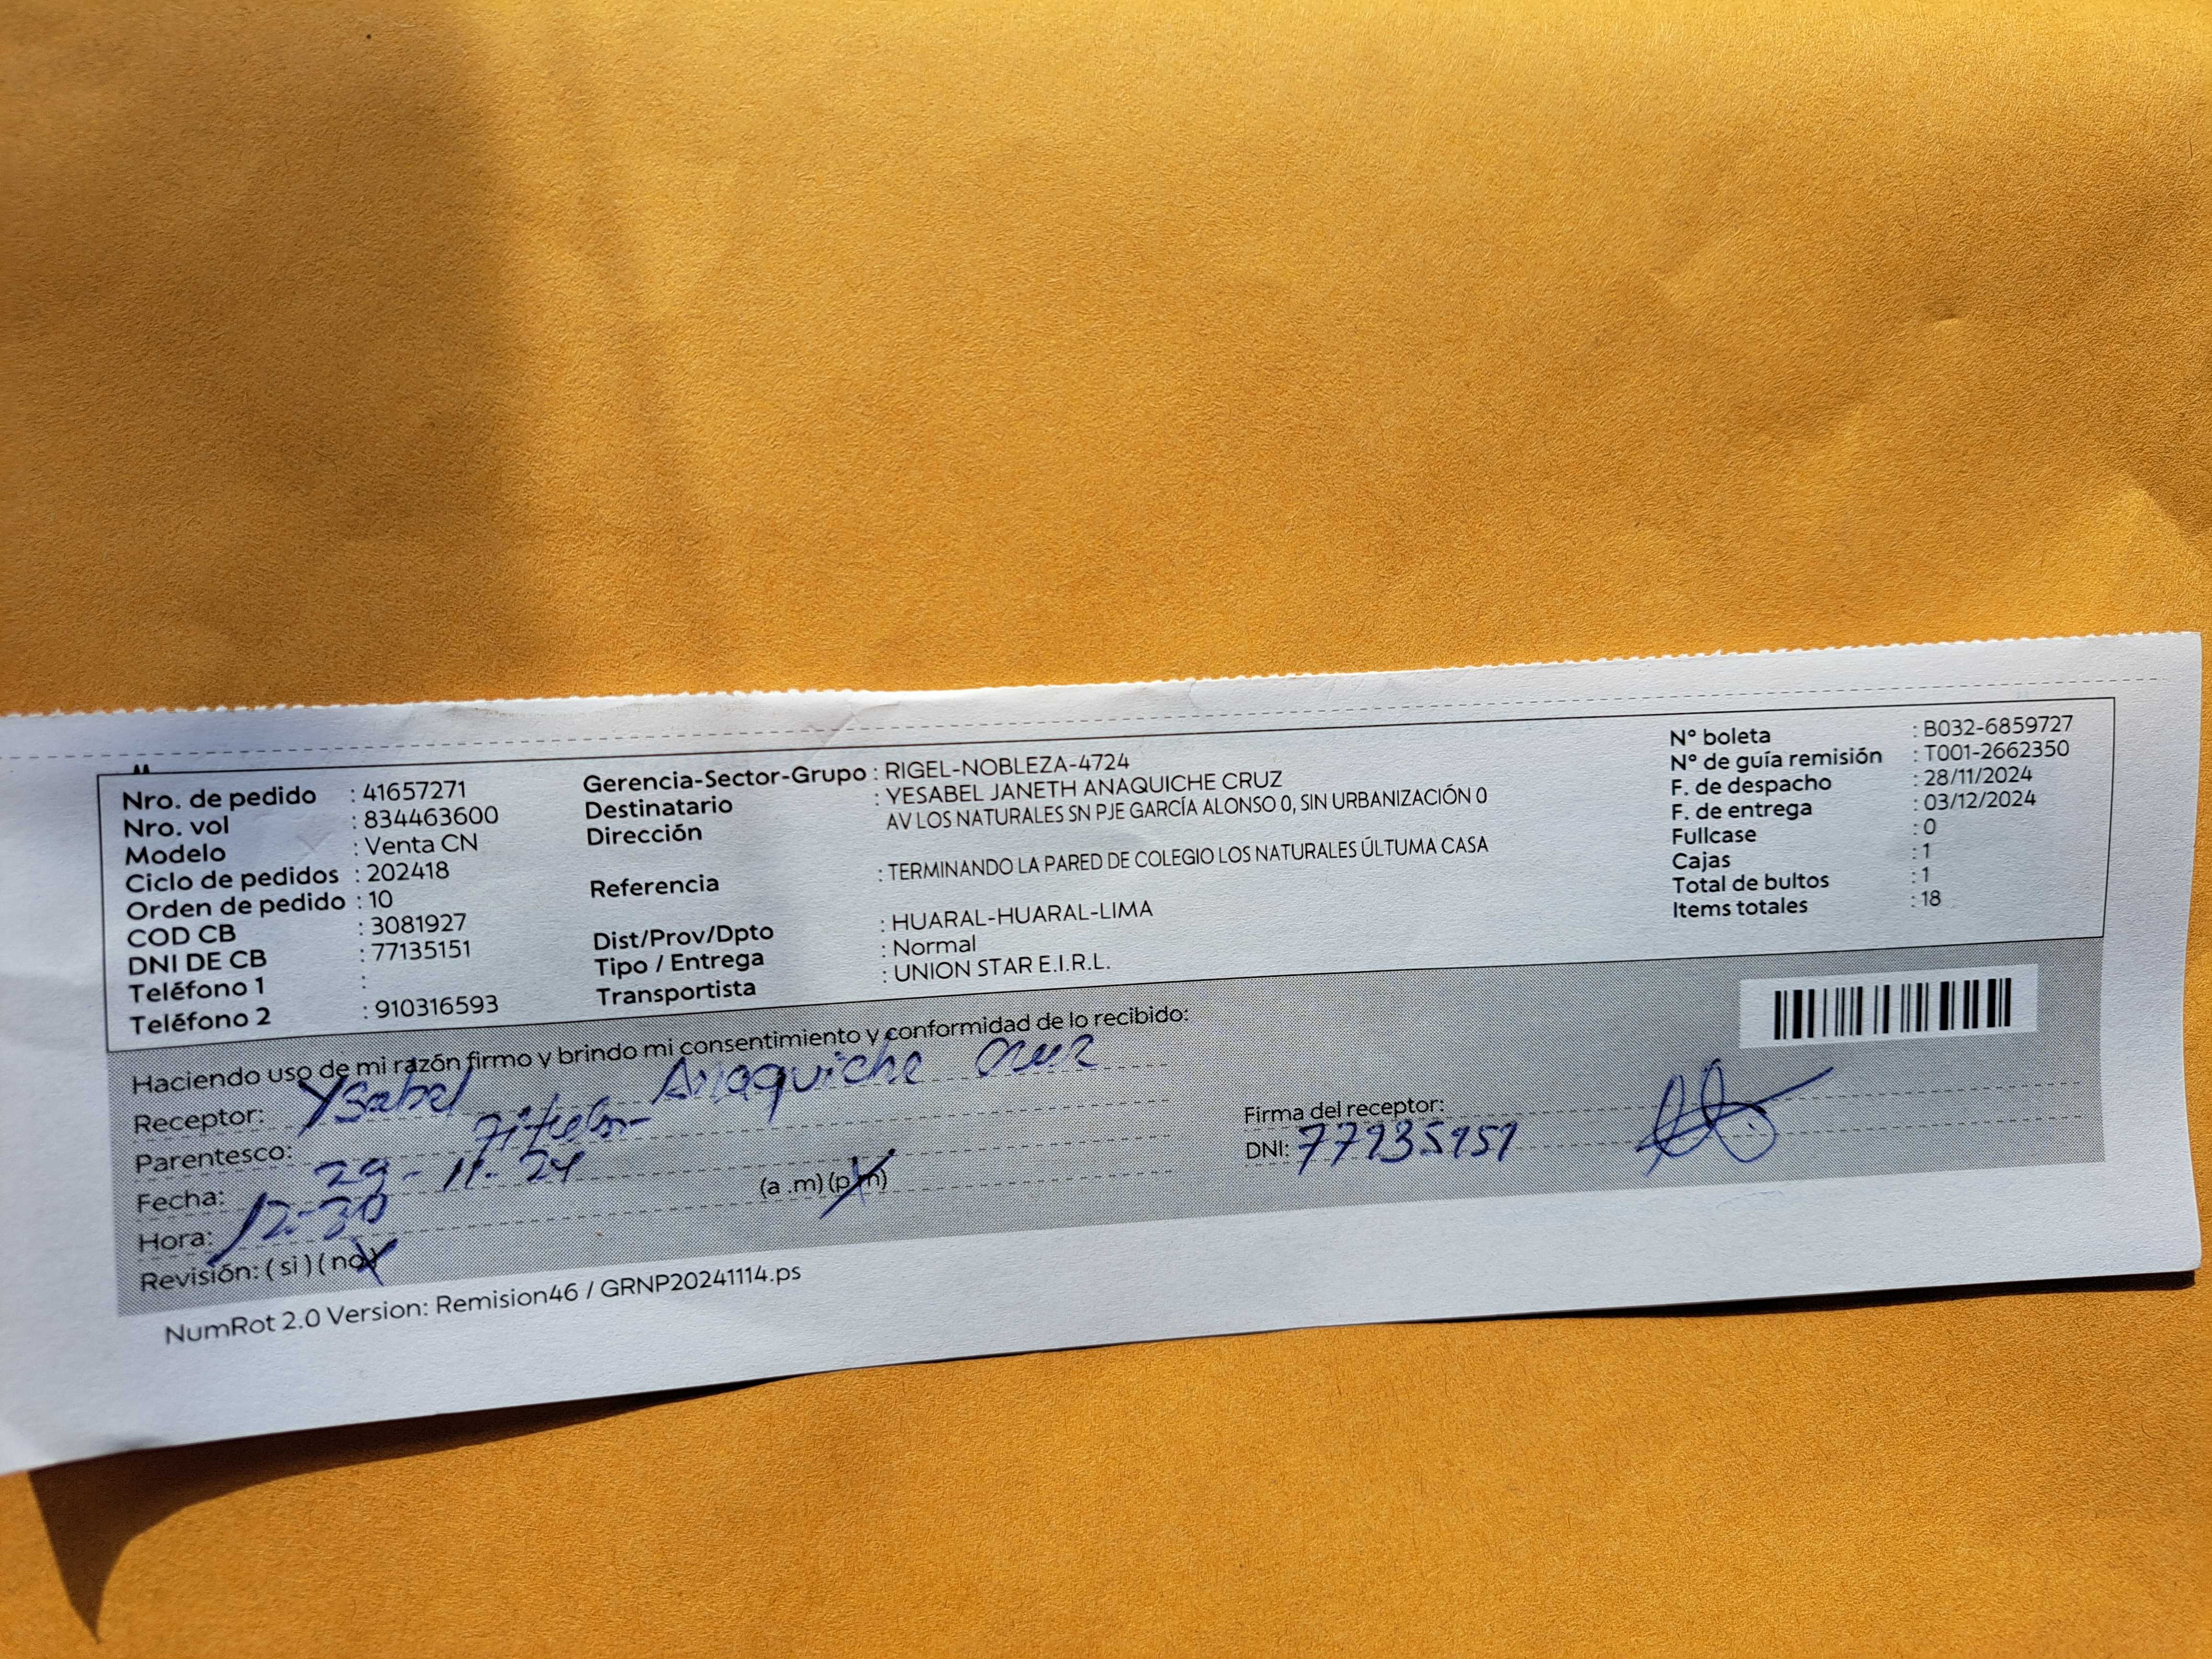 Nro. de pedido : 41657271
Nro. vol : 834463600
Modelo : Venta CN
Ciclo de pedidos : 202418
Orden de pedido : 10
COD CB : 3081927
DNI DE CB : 77135151
Teléfono 1 :
Teléfono 2 : 910316593
Gerencia-Sector-Grupo : RIGEL-NOBLEZA-4724
Destinatario : YESABEL JANETH ANAQUICHE CRUZ
Dirección AV LOS NATURALES SN PJE GARCÍA ALONSO 0, SIN URBANIZACIÓN 0
Referencia : TERMINANDO LA PARED DE COLEGIO LOS NATURALES ÚLTUMA CASA
Dist/Prov/Dpto : HUARAL-HUARAL-LIMA
Tipo / Entrega : Normal
Transportista : UNION STAR E.I.R.L.
N° boleta : B032-6859727
N° de guía remisión : T001-2662350
F. de despacho : 28/11/2024
F. de entrega : 03/12/2024
Fullcase : 0
Cajas : 1
Total de bultos : 1
Items totales : 18
Haciendo uso de mi razón firmo y brindo mi consentimiento y conformidad de lo recibido:
Receptor: Ysabel Anaquiche Cruz
Parentesco:
Fecha: 29-11-24
Hora: 12:30 (a .m) (p.m)
Revisión: ( si ) ( no )
Firma del receptor:
DNI: 77135151
NumRot 2.0 Version: Remision46 / GRNP20241114.ps